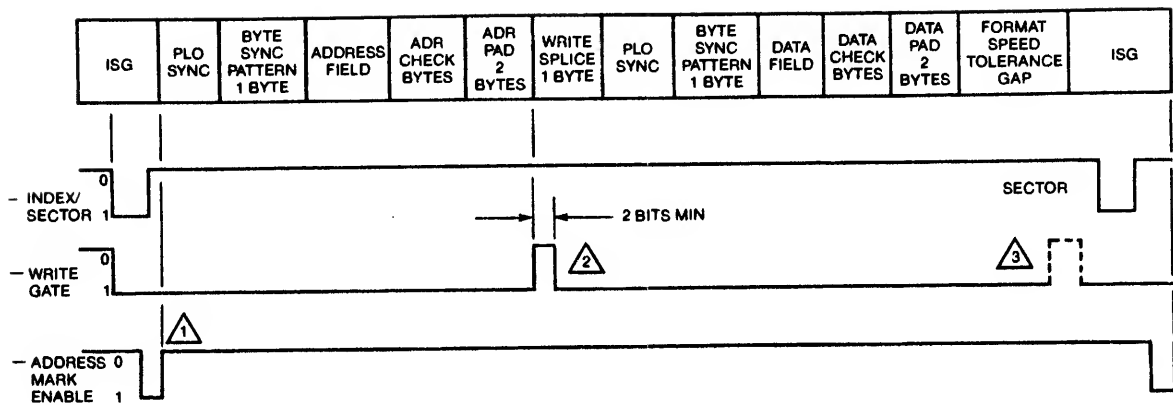 ISG
PLO
SYNC
BYTE
SYNC
PATTERN
1 BYTE
ADDRESS
FIELD
ADR
CHECK
BYTES
ADR
PAD
2
BYTES
WRITE
SPLICE
1 BYTE
PLO
SYNC
BYTE
SYNC
PATTERN
1 BYTE
DATA
FIELD
DATA
CHECK
BYTES
DATA
PAD
2
BYTES
FORMAT
SPEED
TOLERANCE
GAP
ISG
0
— INDEX/
SECTOR 1
SECTOR
2 BITS MIN
0
— WRITE
GATE 1
2
3
1
— ADDRESS 0
MARK
ENABLE 1